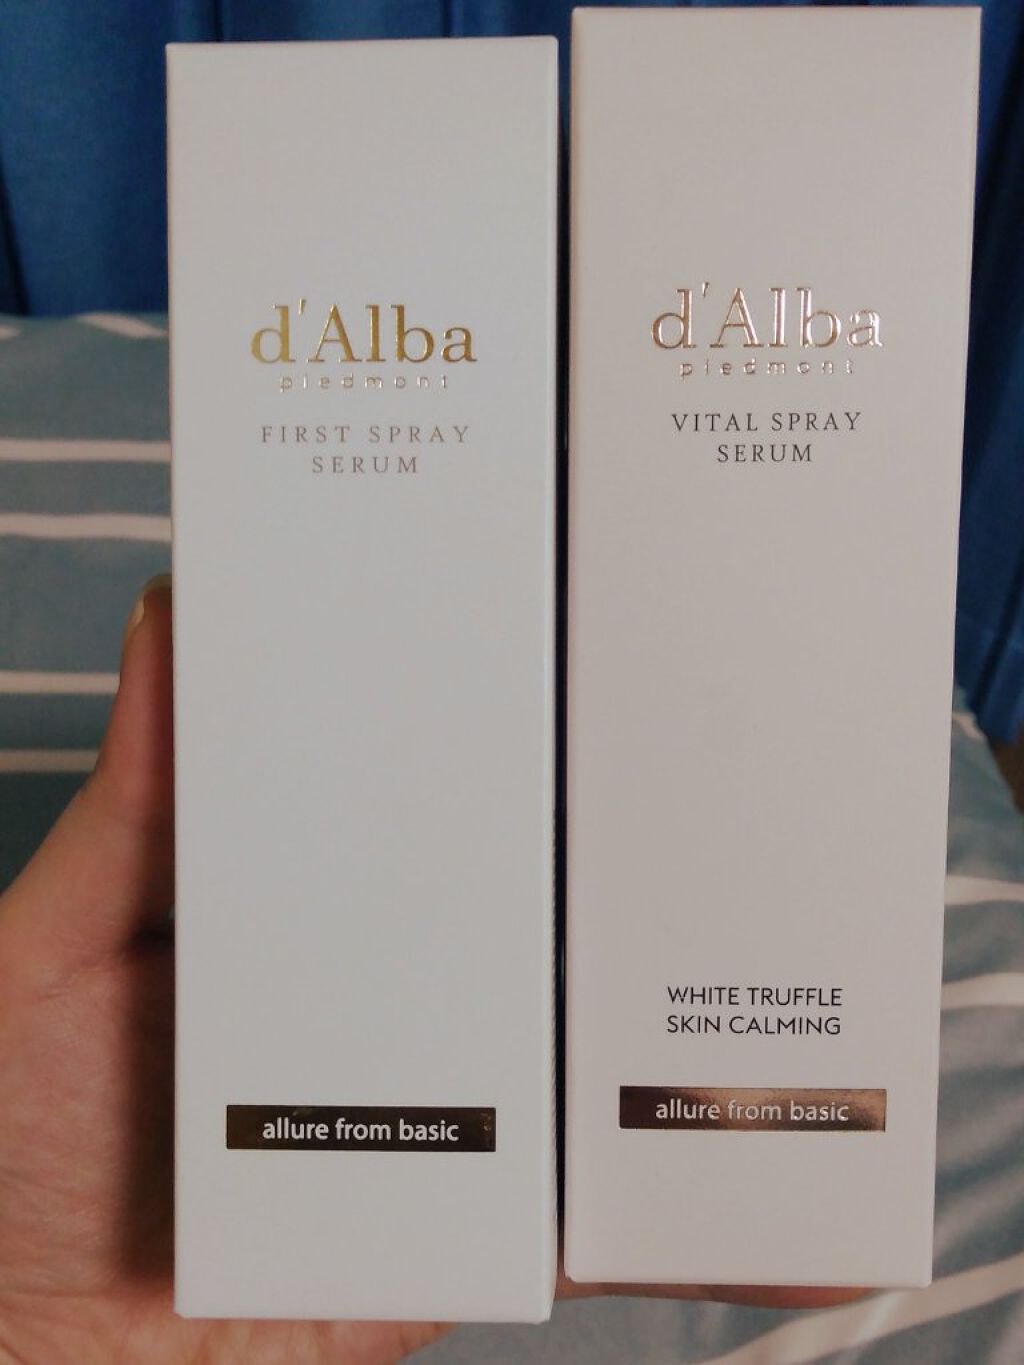 d'Alba
piedmont
FIRST SPRAY
SERUM
allure from basic
d'Alba
piedmont
VITAL SPRAY
SERUM
WHITE TRUFFLE
SKIN CALMING
allure from basic